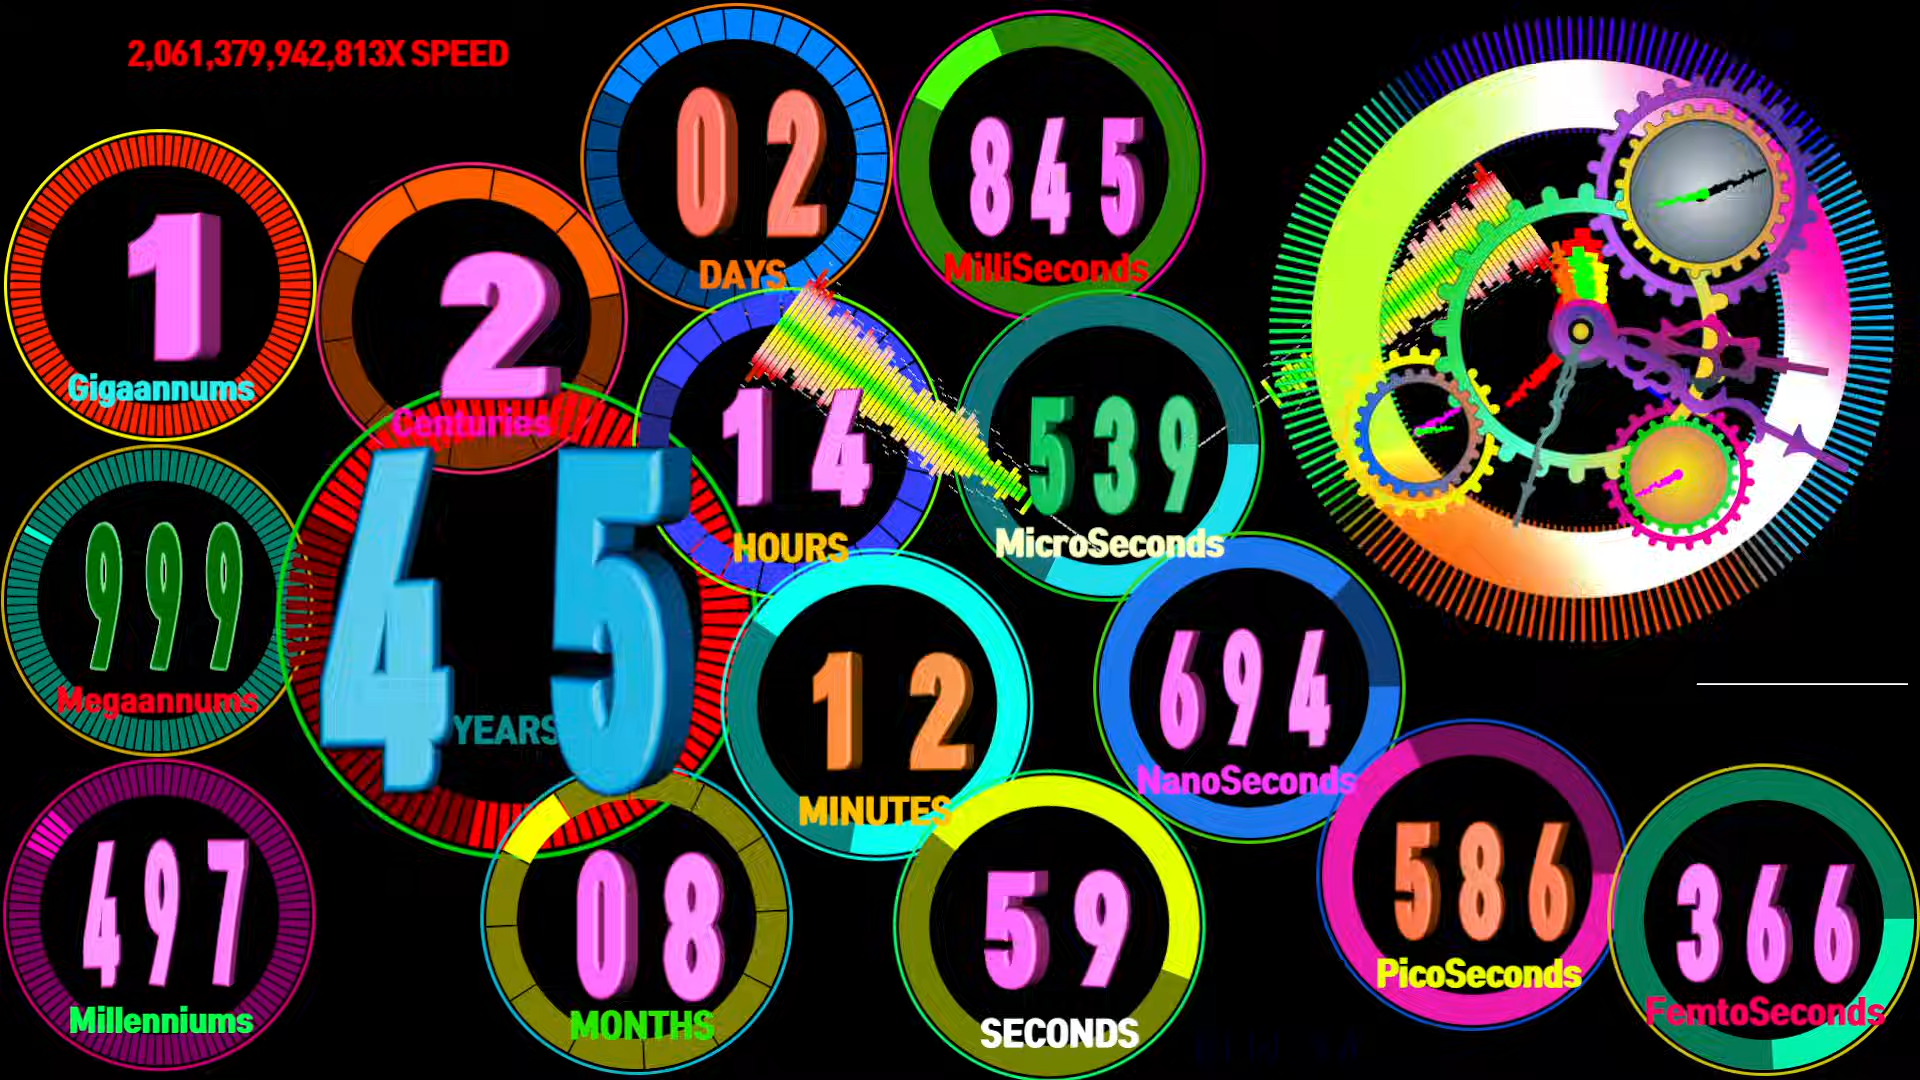 2,061,379,942,813X SPEED
1
Gigaannums
2
Centuries
02
DAYS
845
MilliSeconds
999
Megaannums
45
YEARS
14
HOURS
539
MicroSeconds
12
MINUTES
694
NanoSeconds
497
Millenniums
08
MONTHS
59
SECONDS
586
PicoSeconds
366
FemtoSeconds